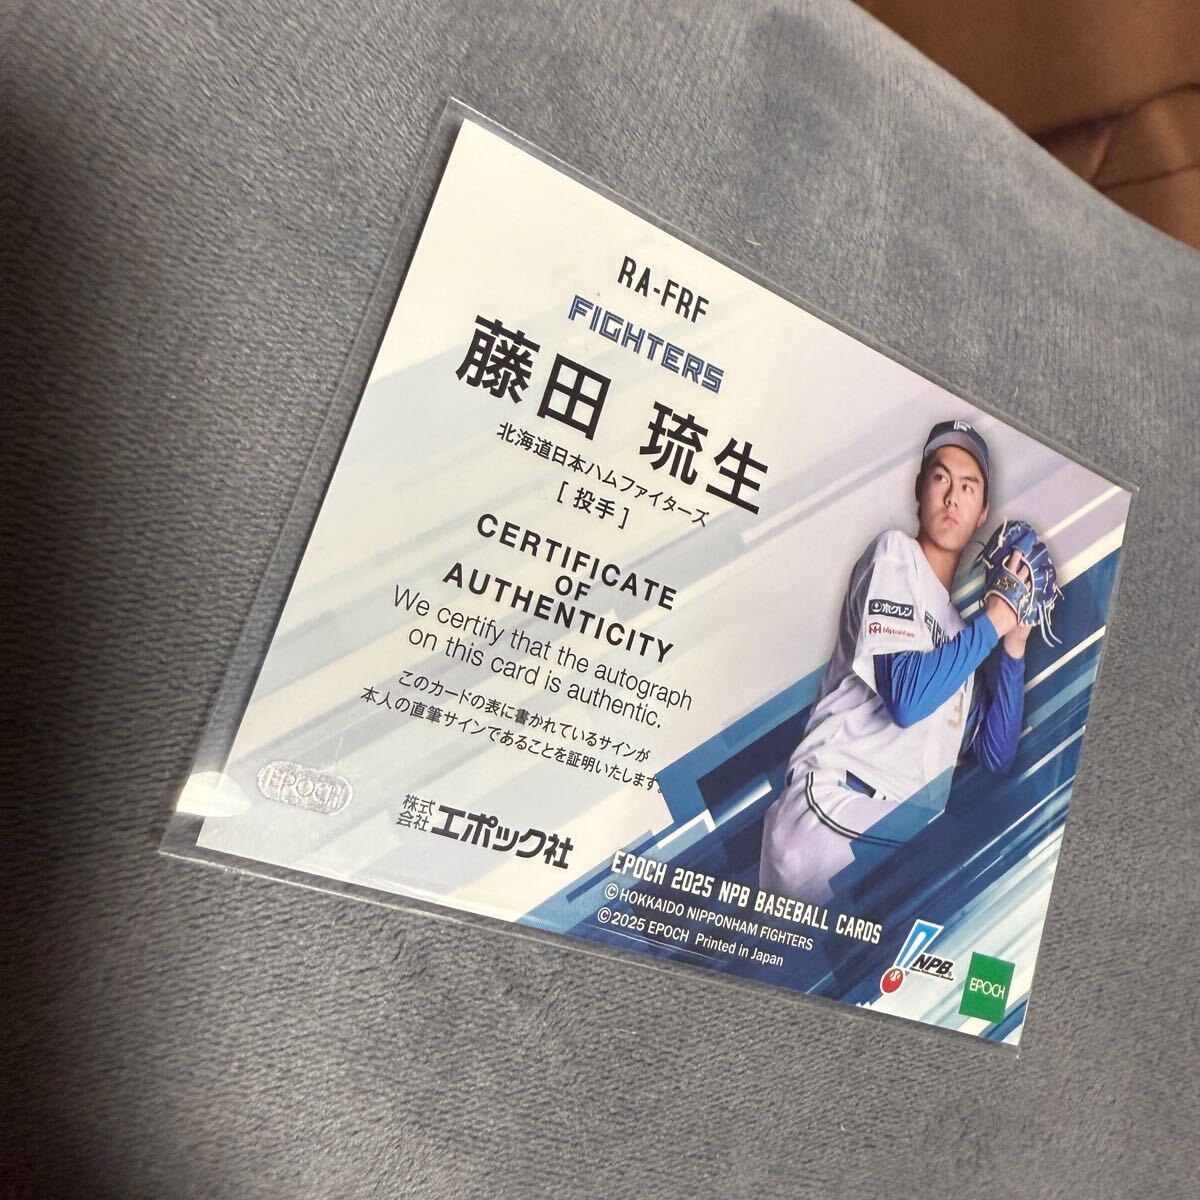 RA-FRF
FIGHTERS
藤田 琉生
北海道日本ハムファイターズ
[ 投手 ]
CERTIFICATE
OF
AUTHENTICITY
We certify that the autograph
on this card is authentic.
このカードの表に書かれているサインが
本人の直筆サインであることを証明いたします。
EPOCH
株式会社 エポック社
EPOCH 2025 NPB BASEBALL CARDS
©HOKKAIDO NIPPONHAM FIGHTERS
©2025 EPOCH Printed in Japan
NPB
EPOCH
ホクレン
Nipponham